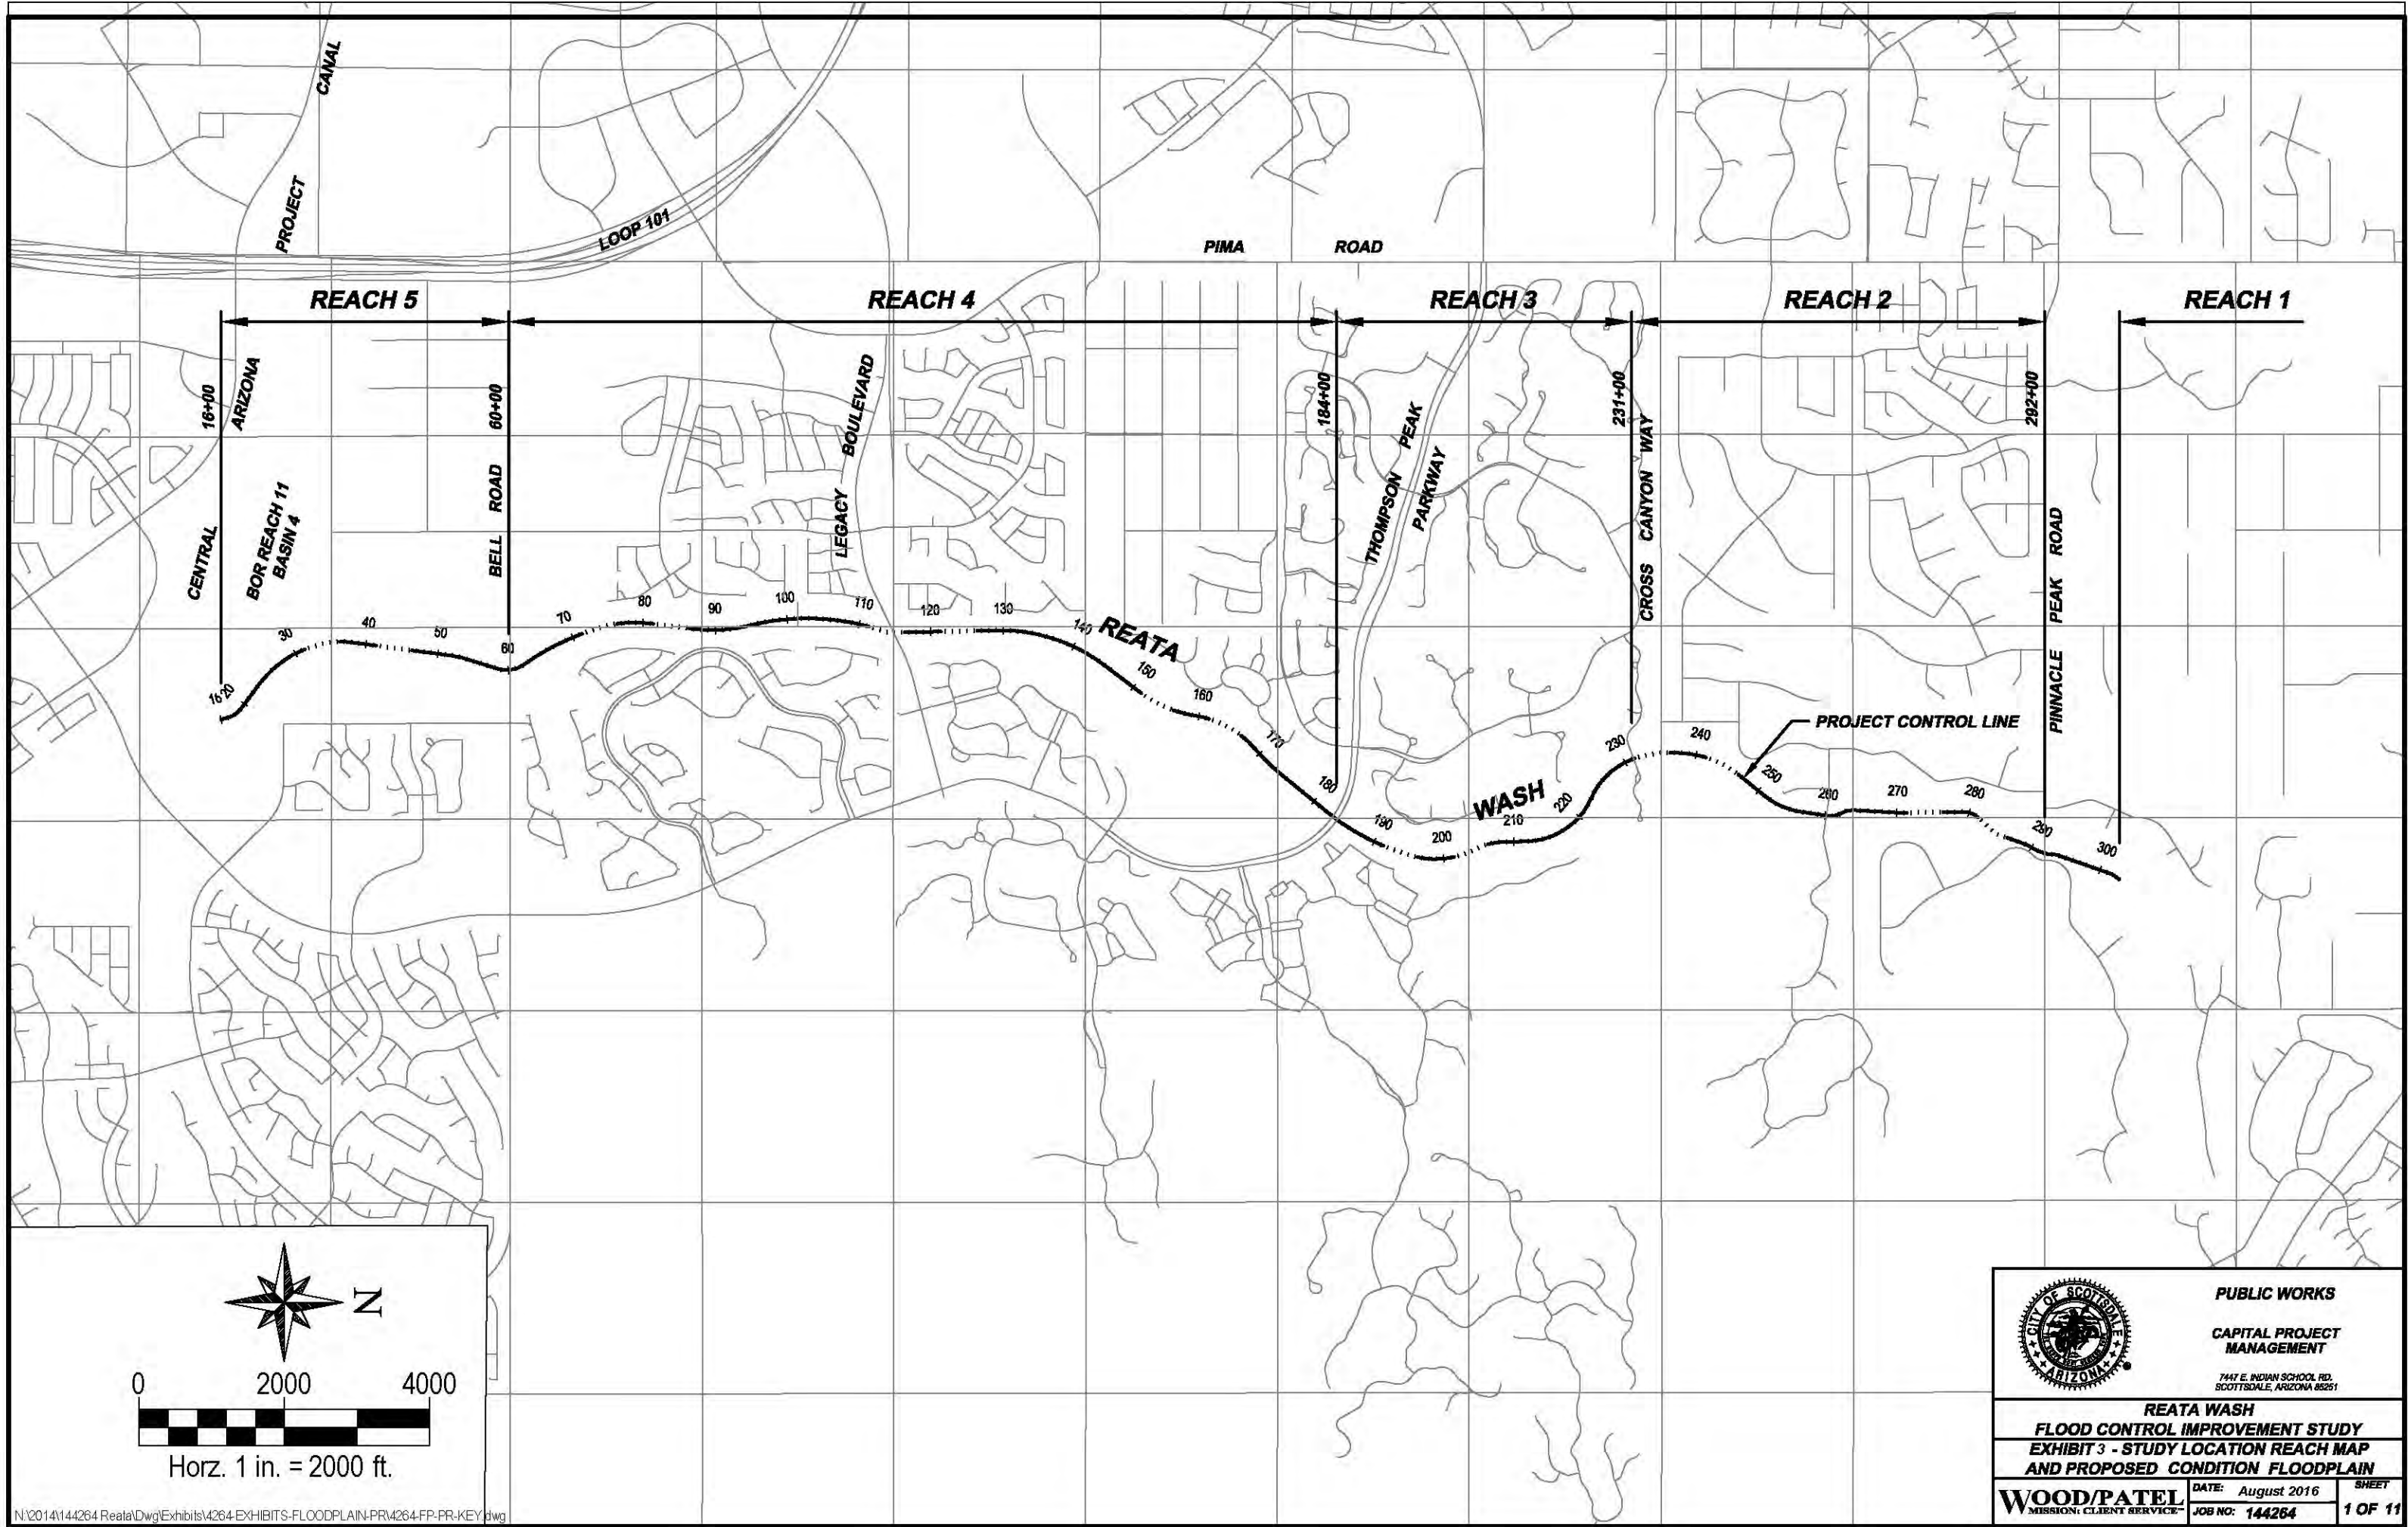 CANAL
PROJECT
LOOP 101
PIMA ROAD
REACH 5
REACH 4
REACH 3
REACH 2
REACH 1
16+00
ARIZONA
CENTRAL
BOR REACH 11
BASIN 4
60+00
BELL ROAD
LEGACY BOULEVARD
184+00
THOMPSON PEAK
PARKWAY
231+00
CROSS CANYON WAY
292+00
PINNACLE PEAK ROAD
16 20 30 40 50 60 70 80 90 100 110 120 130 140
REATA
150 160 170 180 190 200
WASH
210 220 230 240 250 260 270 280 290 300
PROJECT CONTROL LINE
N
0 2000 4000
Horz. 1 in. = 2000 ft.
N:\2014\144264 Reata\Dwg\Exhibits\4264-EXHIBITS-FLOODPLAIN-PR\4264-FP-PR-KEY.dwg
CITY OF SCOTTSDALE
ARIZONA
PUBLIC WORKS
CAPITAL PROJECT
MANAGEMENT
7447 E. INDIAN SCHOOL RD.
SCOTTSDALE, ARIZONA 85251
REATA WASH
FLOOD CONTROL IMPROVEMENT STUDY
EXHIBIT 3 - STUDY LOCATION REACH MAP
AND PROPOSED CONDITION FLOODPLAIN
WOOD/PATEL
MISSION: CLIENT SERVICE™
DATE: August 2016
JOB NO: 144264
SHEET
1 OF 11